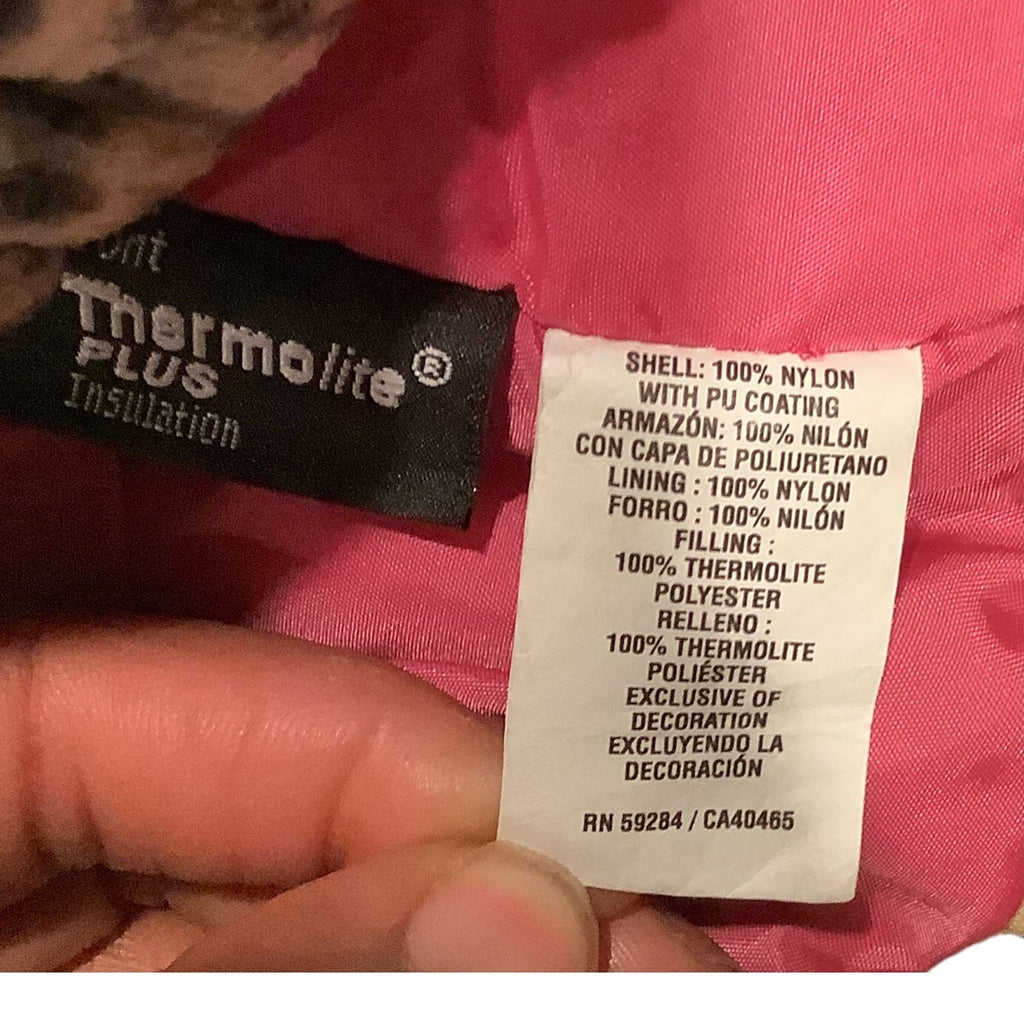 Thermolite®
PLUS
Insulation
SHELL: 100% NYLON
WITH PU COATING
ARMAZÓN: 100% NILÓN
CON CAPA DE POLIURETANO
LINING : 100% NYLON
FORRO : 100% NILÓN
FILLING :
100% THERMOLITE
POLYESTER
RELLENO :
100% THERMOLITE
POLIÉSTER
EXCLUSIVE OF
DECORATION
EXCLUYENDO LA
DECORACIÓN
RN 59284 / CA40465